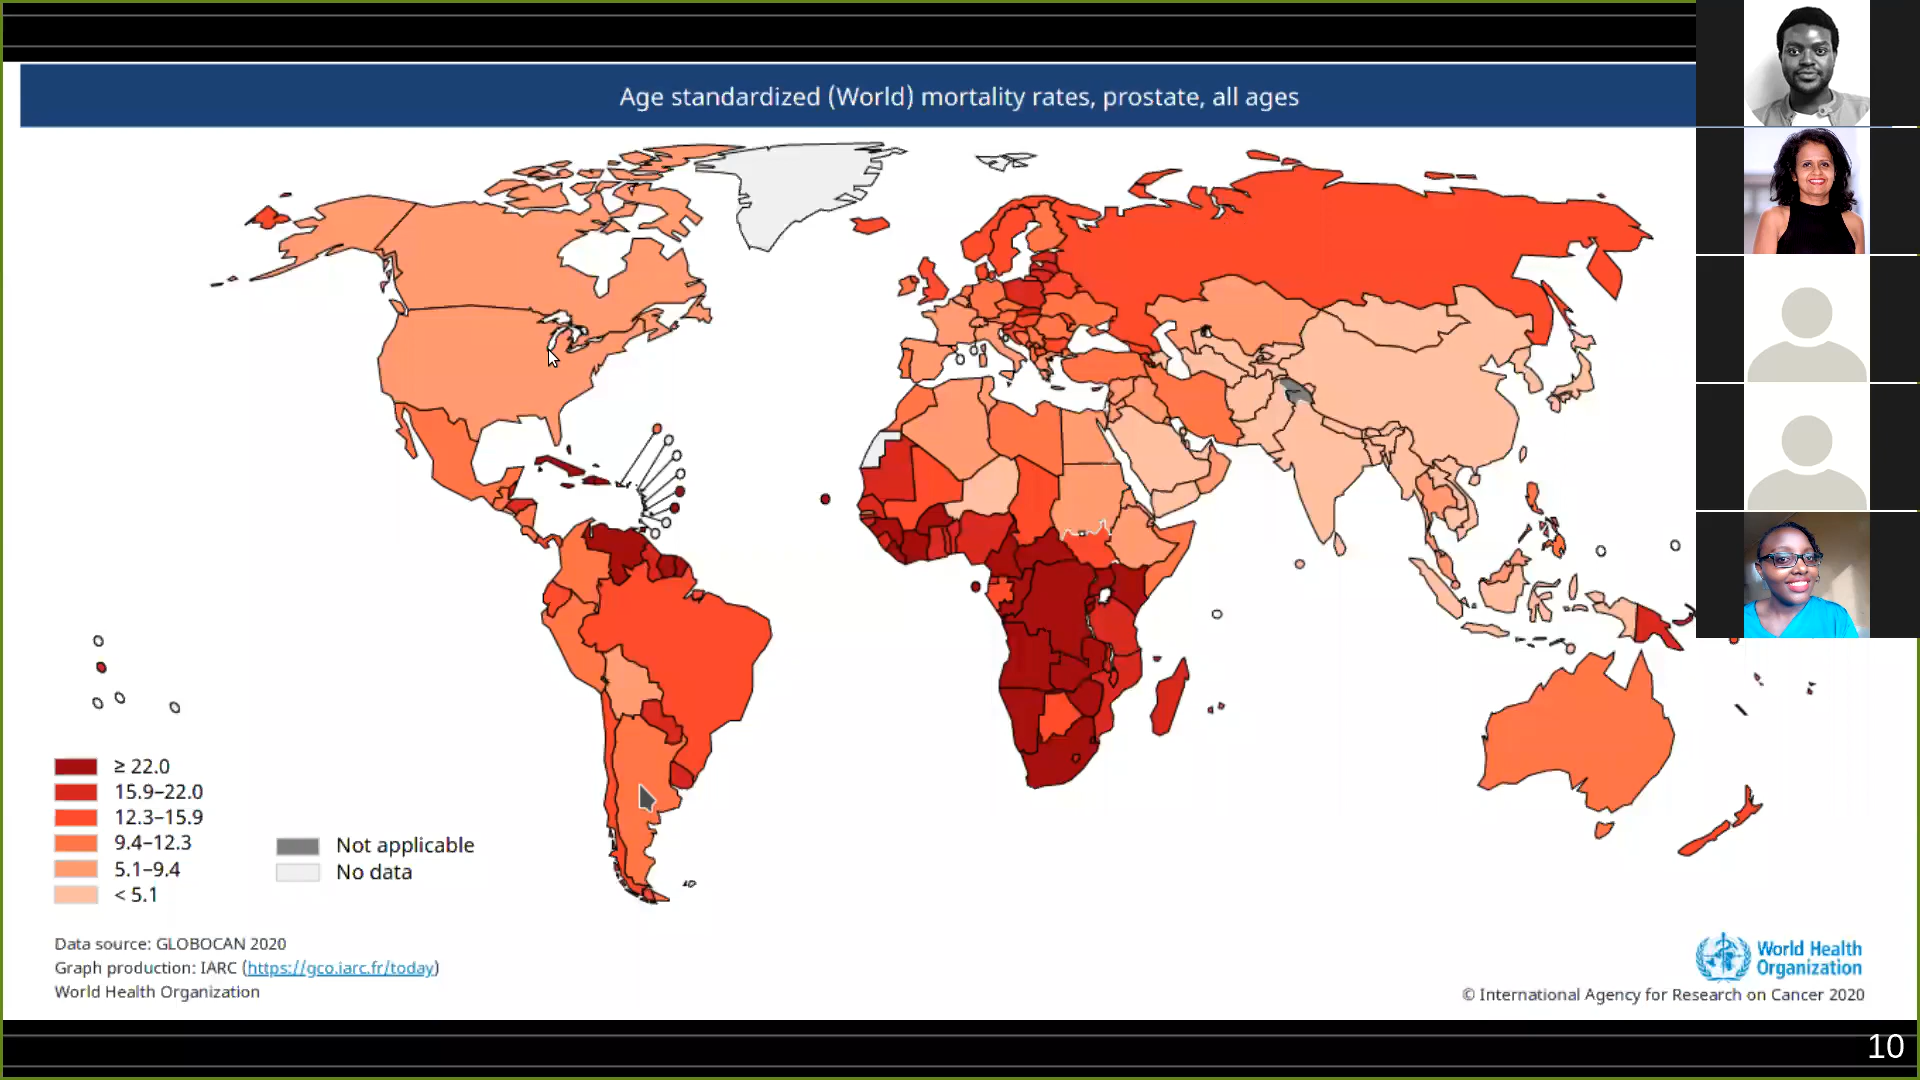 Age standardized (World) mortality rates, prostate, all ages
≥ 22.0
15.9–22.0
12.3–15.9
9.4–12.3
5.1–9.4
< 5.1
Not applicable
No data
Data source: GLOBOCAN 2020
Graph production: IARC (https://gco.iarc.fr/today)
World Health Organization
World Health
Organization
© International Agency for Research on Cancer 2020
10